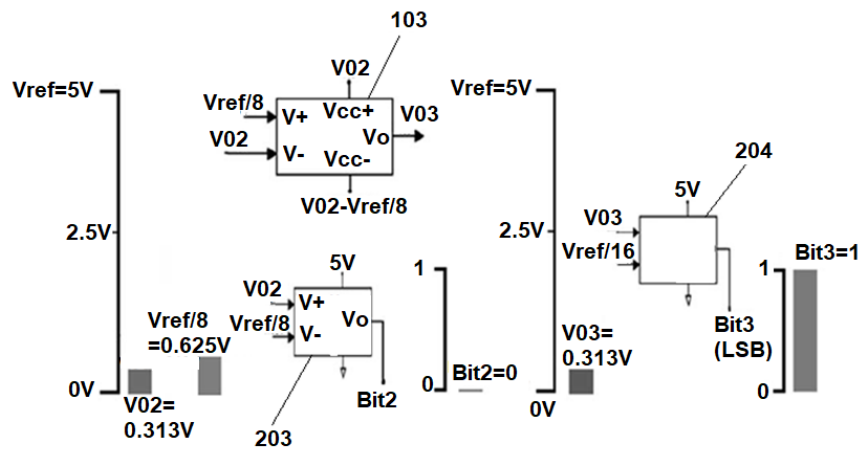 103
V02
Vref=5V
Vref/8
V+
Vcc+
V03
Vo
V02
V-
Vcc-
V02-Vref/8
2.5V
Vref/8
=0.625V
0V
V02=
0.313V
5V
V02
V+
Vref/8
V-
Vo
203
Bit2
1
0
Bit2=0
Vref=5V
2.5V
0V
V03=
0.313V
204
5V
V03
Vref/16
Bit3
(LSB)
Bit3=1
1
0